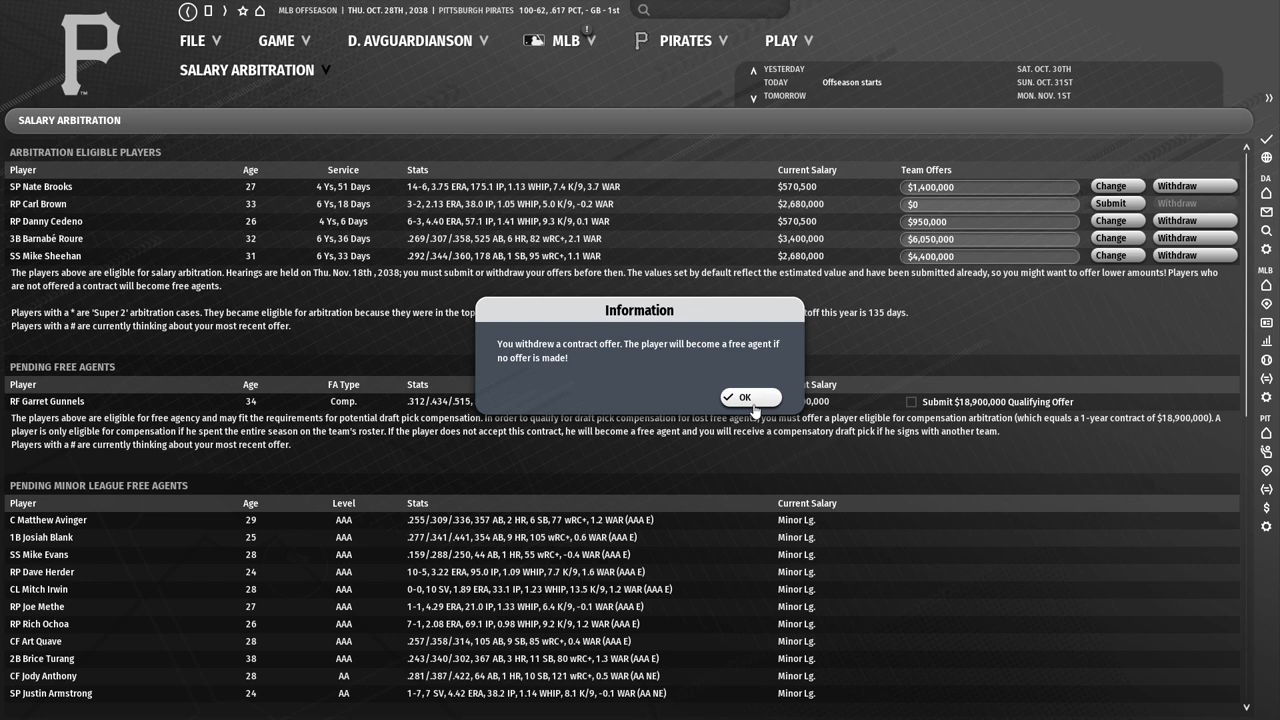 MLB OFFSEASON | THU. OCT. 28TH , 2038 | PITTSBURGH PIRATES 100-62, .617 PCT, - GB - 1st
FILE GAME D. AVGUARDIANSON MLB PIRATES PLAY
SALARY ARBITRATION
YESTERDAY SAT. OCT. 30TH
TODAY Offseason starts SUN. OCT. 31ST
TOMORROW MON. NOV. 1ST
SALARY ARBITRATION
ARBITRATION ELIGIBLE PLAYERS
Player Age Service Stats Current Salary Team Offers
SP Nate Brooks 27 4 Ys, 51 Days 14-6, 3.75 ERA, 175.1 IP, 1.13 WHIP, 7.4 K/9, 3.7 WAR $570,500 $1,400,000 Change Withdraw
RP Carl Brown 33 6 Ys, 18 Days 3-2, 2.13 ERA, 38.0 IP, 1.05 WHIP, 5.0 K/9, -0.2 WAR $2,680,000 $0 Submit Withdraw
RP Danny Cedeno 26 4 Ys, 6 Days 6-3, 4.40 ERA, 57.1 IP, 1.41 WHIP, 9.3 K/9, 0.1 WAR $570,500 $950,000 Change Withdraw
3B Barnabé Roure 32 6 Ys, 36 Days .269/.307/.358, 525 AB, 6 HR, 82 wRC+, 2.1 WAR $3,400,000 $6,050,000 Change Withdraw
SS Mike Sheehan 31 6 Ys, 33 Days .292/.344/.360, 178 AB, 1 SB, 95 wRC+, 1.1 WAR $2,680,000 $4,400,000 Change Withdraw
The players above are eligible for salary arbitration. Hearings are held on Thu. Nov. 18th , 2038; you must submit or withdraw your offers before then. The values set by default reflect the estimated value and have been submitted already, so you might want to offer lower amounts! Players who
are not offered a contract will become free agents.
Players with a * are 'Super 2' arbitration cases. They became eligible for arbitration because they were in the top toff this year is 135 days.
Players with a # are currently thinking about your most recent offer.
Information
You withdrew a contract offer. The player will become a free agent if
no offer is made!
OK
PENDING FREE AGENTS
Player Age FA Type Stats Salary
RF Garret Gunnels 34 Comp. .312/.434/.515, Submit $18,900,000 Qualifying Offer
The players above are eligible for free agency and may fit the requirements for potential draft pick compensation. In order to qualify for draft pick compensation for lost free agents, you must offer a player eligible for compensation arbitration (which equals a 1-year contract of $18,900,000). A
player is only eligible for compensation if he spent the entire season on the team's roster. If the player does not accept this contract, he will become a free agent and you will receive a compensatory draft pick if he signs with another team.
Players with a # are currently thinking about your most recent offer.
PENDING MINOR LEAGUE FREE AGENTS
Player Age Level Stats Current Salary
C Matthew Avinger 29 AAA .255/.309/.336, 357 AB, 2 HR, 6 SB, 77 wRC+, 1.2 WAR (AAA E) Minor Lg.
1B Josiah Blank 25 AAA .277/.341/.441, 354 AB, 9 HR, 105 wRC+, 0.6 WAR (AAA E) Minor Lg.
SS Mike Evans 28 AAA .159/.288/.250, 44 AB, 1 HR, 55 wRC+, -0.4 WAR (AAA E) Minor Lg.
RP Dave Herder 24 AAA 10-5, 3.22 ERA, 95.0 IP, 1.09 WHIP, 7.7 K/9, 1.6 WAR (AAA E) Minor Lg.
CL Mitch Irwin 28 AAA 0-0, 10 SV, 1.89 ERA, 33.1 IP, 1.23 WHIP, 13.5 K/9, 1.2 WAR (AAA E) Minor Lg.
RP Joe Methe 27 AAA 1-1, 4.29 ERA, 21.0 IP, 1.33 WHIP, 6.4 K/9, -0.1 WAR (AAA E) Minor Lg.
RP Rich Ochoa 26 AAA 7-1, 2.08 ERA, 69.1 IP, 0.98 WHIP, 9.2 K/9, 1.2 WAR (AAA E) Minor Lg.
CF Art Quave 28 AAA .257/.358/.314, 105 AB, 9 SB, 85 wRC+, 0.4 WAR (AAA E) Minor Lg.
2B Brice Turang 38 AAA .243/.340/.302, 367 AB, 3 HR, 11 SB, 80 wRC+, 1.3 WAR (AAA E) Minor Lg.
CF Jody Anthony 28 AA .281/.387/.422, 64 AB, 1 HR, 10 SB, 121 wRC+, 0.5 WAR (AA NE) Minor Lg.
SP Justin Armstrong 24 AA 1-7, 7 SV, 4.42 ERA, 38.2 IP, 1.14 WHIP, 8.1 K/9, -0.1 WAR (AA NE) Minor Lg.
DA
MLB
PIT